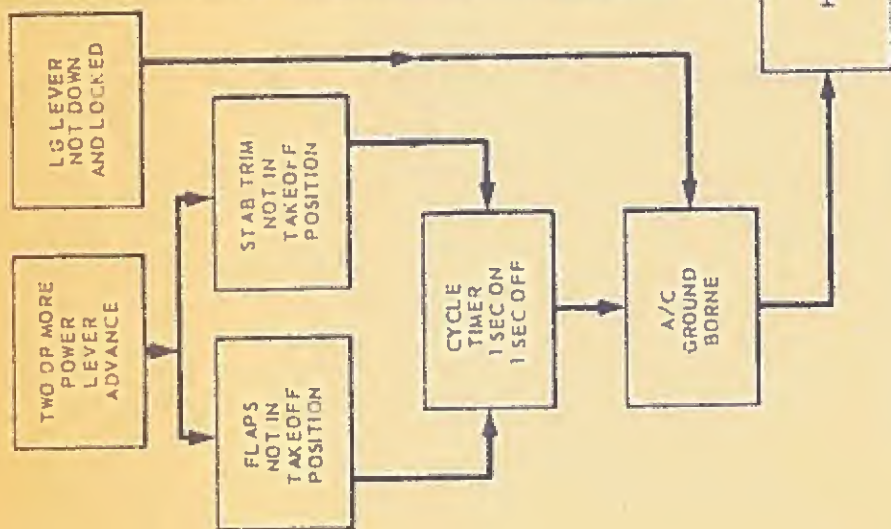 TWO OR MORE
POWER
LEVER
ADVANCE
LG LEVER
NOT DOWN
AND LOCKED
FLAPS
NOT IN
TAKEOFF
POSITION
STAB TRIM
NOT IN
TAKEOFF
POSITION
CYCLE
TIMER
1 SEC ON
1 SEC OFF
A/C
GROUND
BORNE